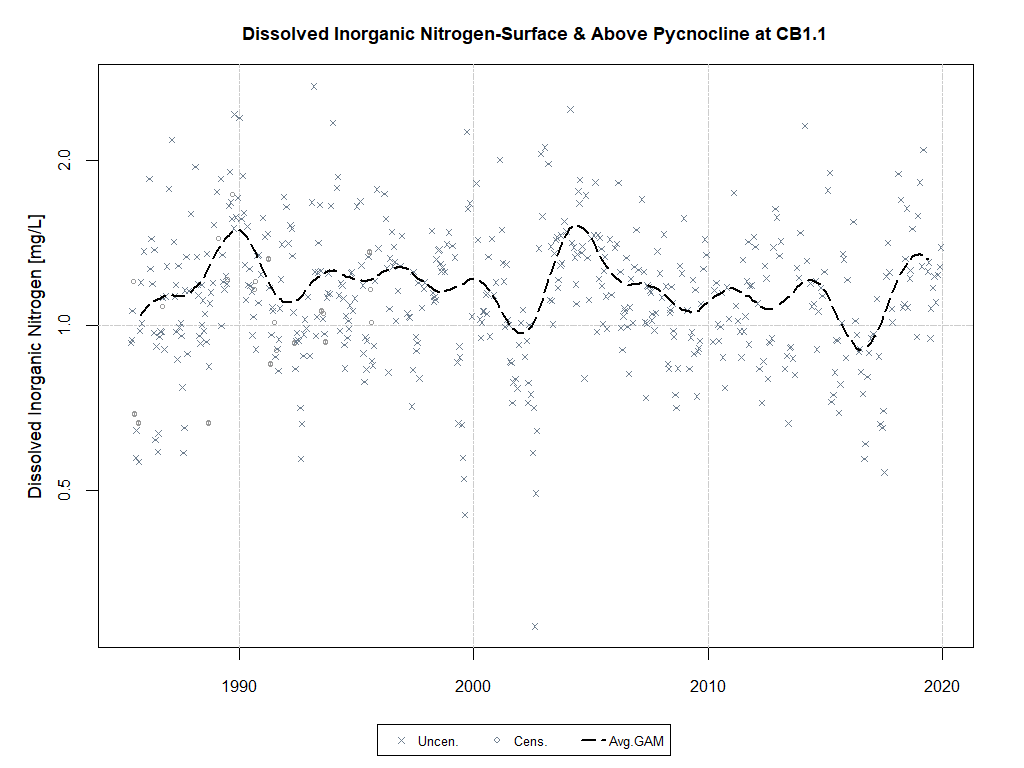 Dissolved Inorganic Nitrogen-Surface & Above Pycnocline at CB1.1
Dissolved Inorganic Nitrogen [mg/L]
2.0
1.0
0.5
1990 2000 2010 2020
Uncen. Cens. Avg.GAM